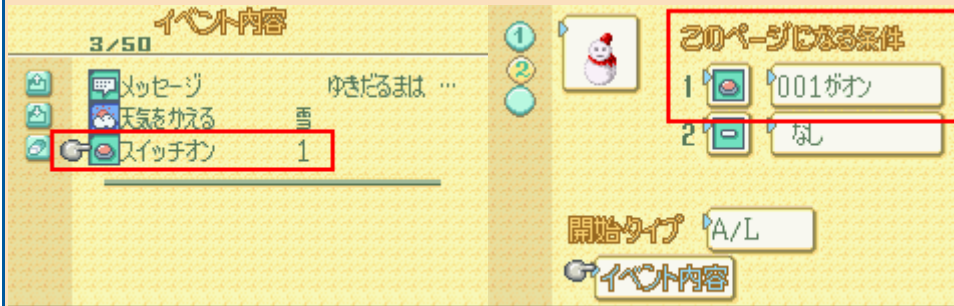 イベント内容
3/50
メッセージ ゆきだるまは …
天気をかえる 雪
スイッチオン 1
1
2
このページになる条件
1 001がオン
2 なし
開始タイプ A/L
イベント内容